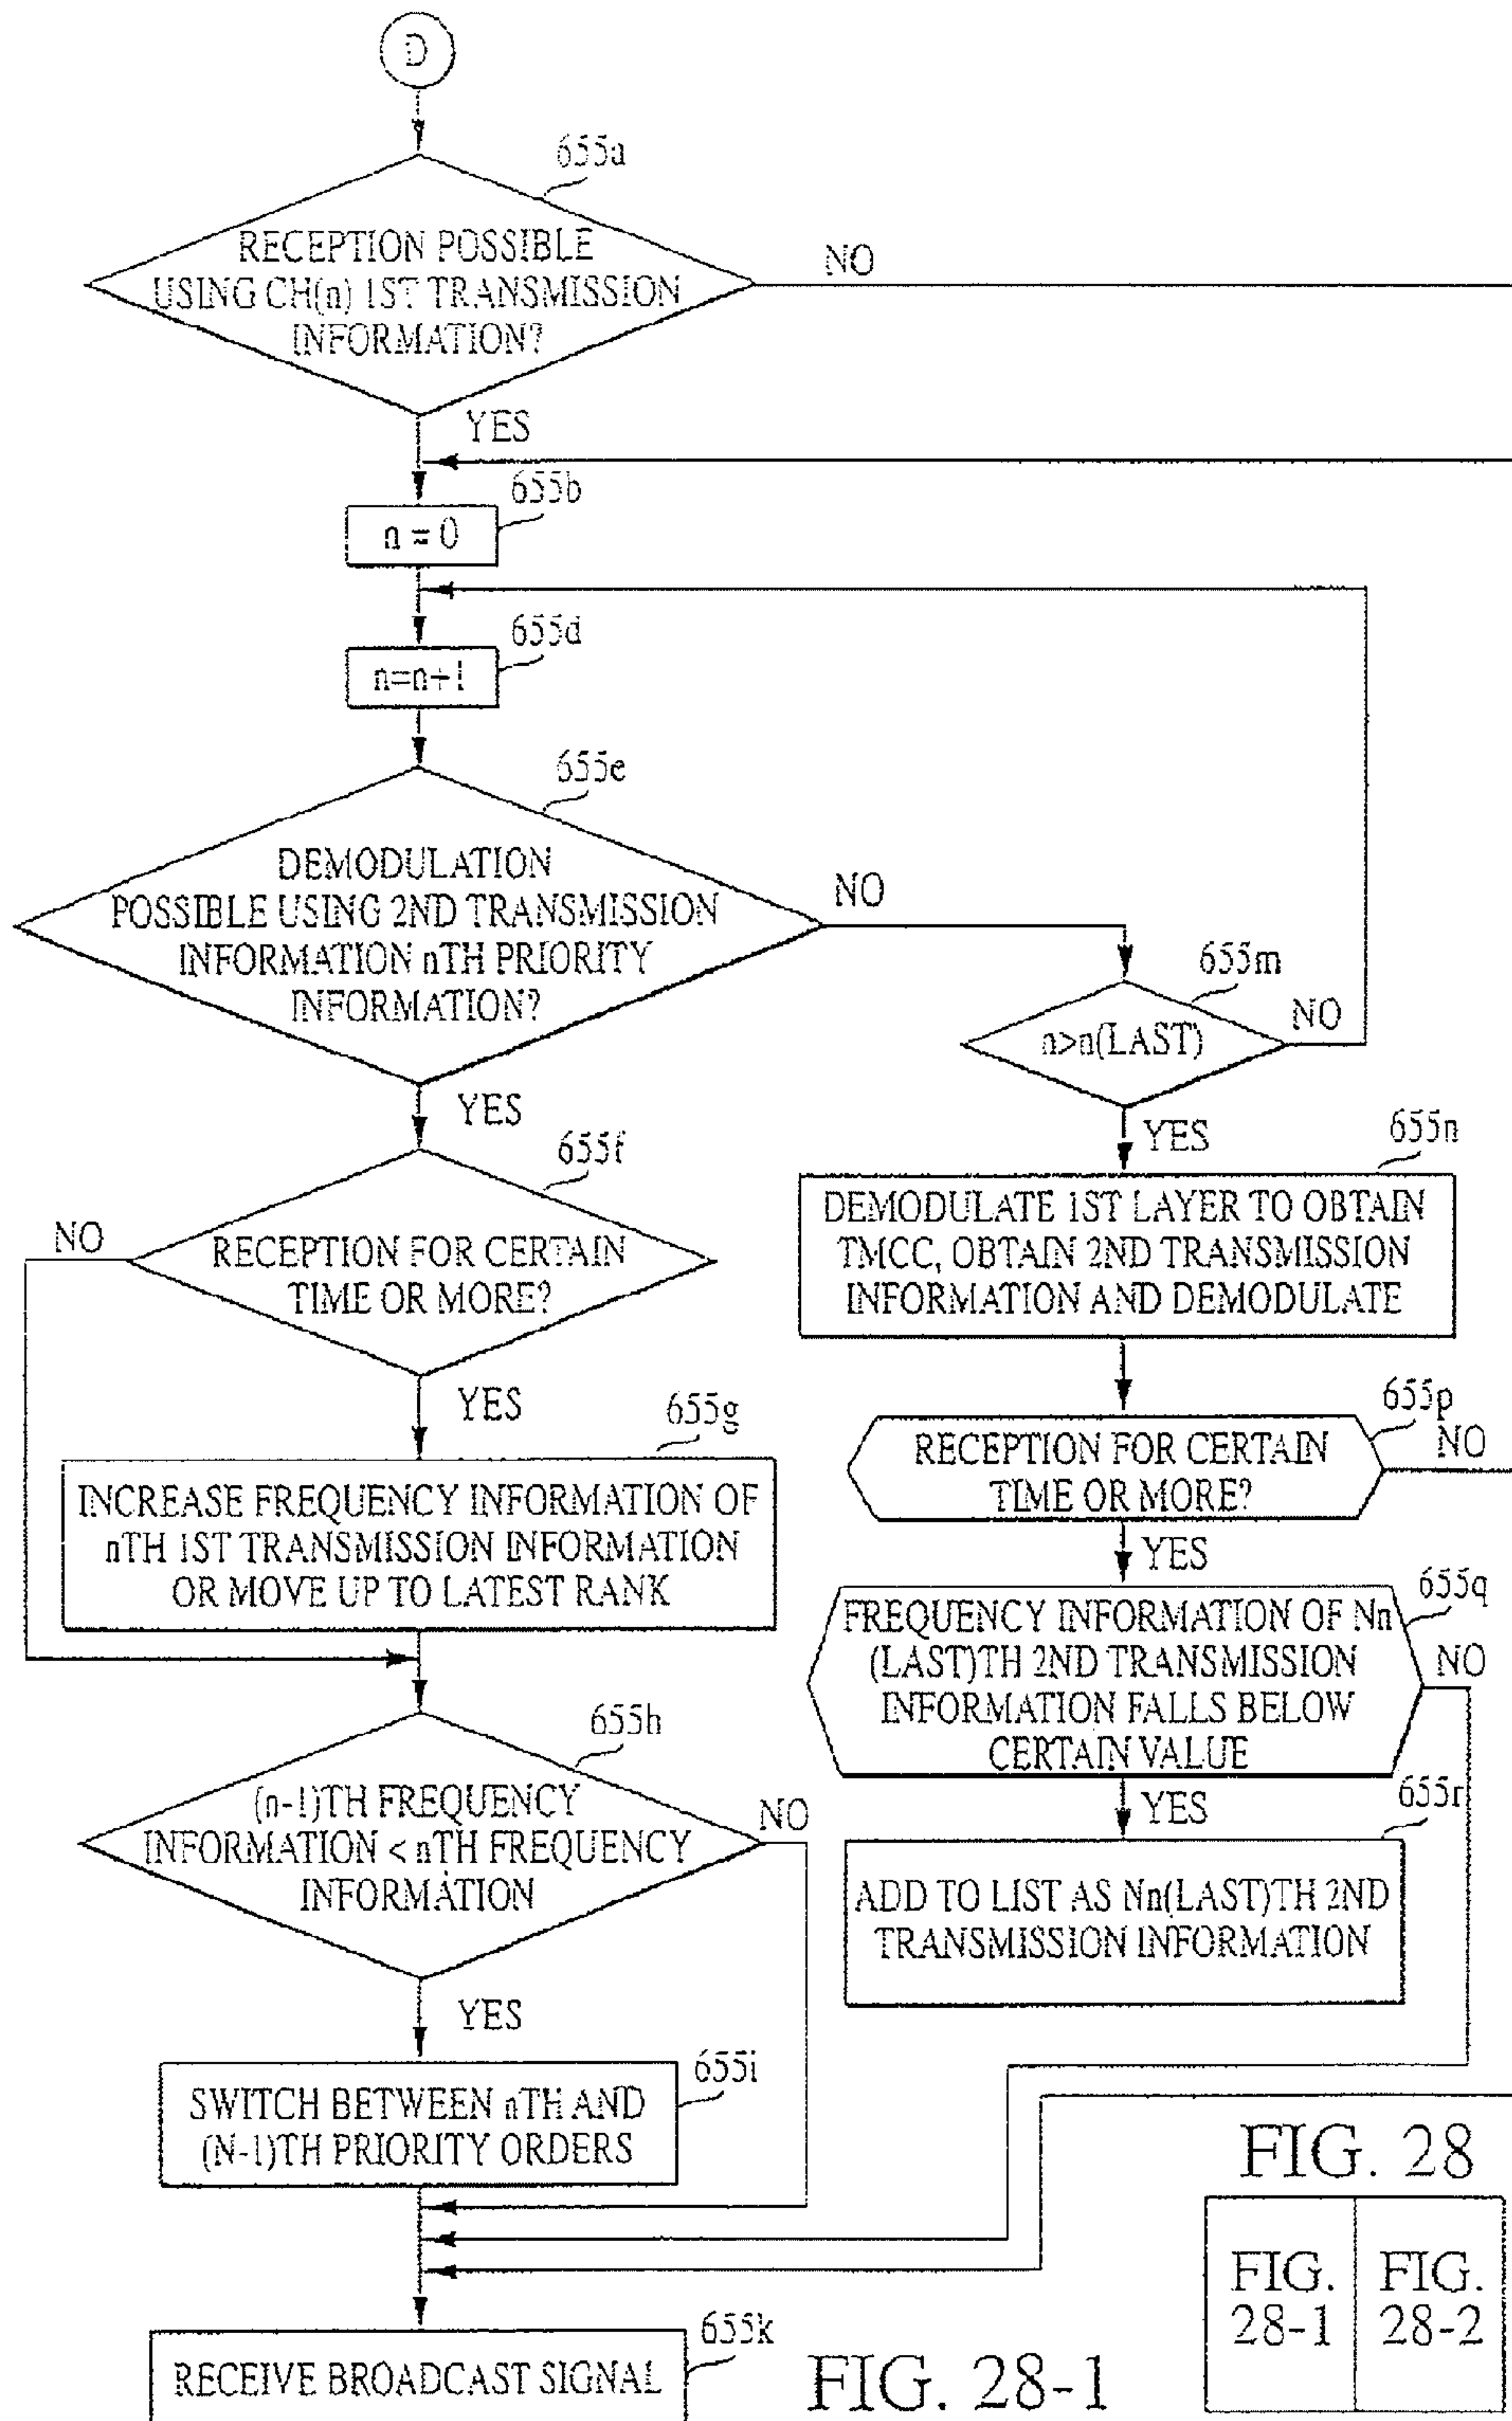 D
655a
RECEPTION POSSIBLE
USING CH(n) 1ST TRANSMISSION
INFORMATION?
NO
YES
655b
n = 0
655d
n=n+1
655e
DEMODULATION
POSSIBLE USING 2ND TRANSMISSION
INFORMATION nTH PRIORITY
INFORMATION?
NO
YES
655m
n>n(LAST)
NO
YES
655f
RECEPTION FOR CERTAIN
TIME OR MORE?
NO
YES
655n
DEMODULATE 1ST LAYER TO OBTAIN
TMCC, OBTAIN 2ND TRANSMISSION
INFORMATION AND DEMODULATE
655g
INCREASE FREQUENCY INFORMATION OF
nTH 1ST TRANSMISSION INFORMATION
OR MOVE UP TO LATEST RANK
655p
RECEPTION FOR CERTAIN
TIME OR MORE?
NO
YES
655q
FREQUENCY INFORMATION OF Nn
(LAST)TH 2ND TRANSMISSION
INFORMATION FALLS BELOW
CERTAIN VALUE
NO
YES
655h
(n-1)TH FREQUENCY
INFORMATION < nTH FREQUENCY
INFORMATION
NO
YES
655r
ADD TO LIST AS Nn(LAST)TH 2ND
TRANSMISSION INFORMATION
655i
SWITCH BETWEEN nTH AND
(N-1)TH PRIORITY ORDERS
655k
RECEIVE BROADCAST SIGNAL
FIG. 28-1
FIG. 28
FIG.
28-1
FIG.
28-2